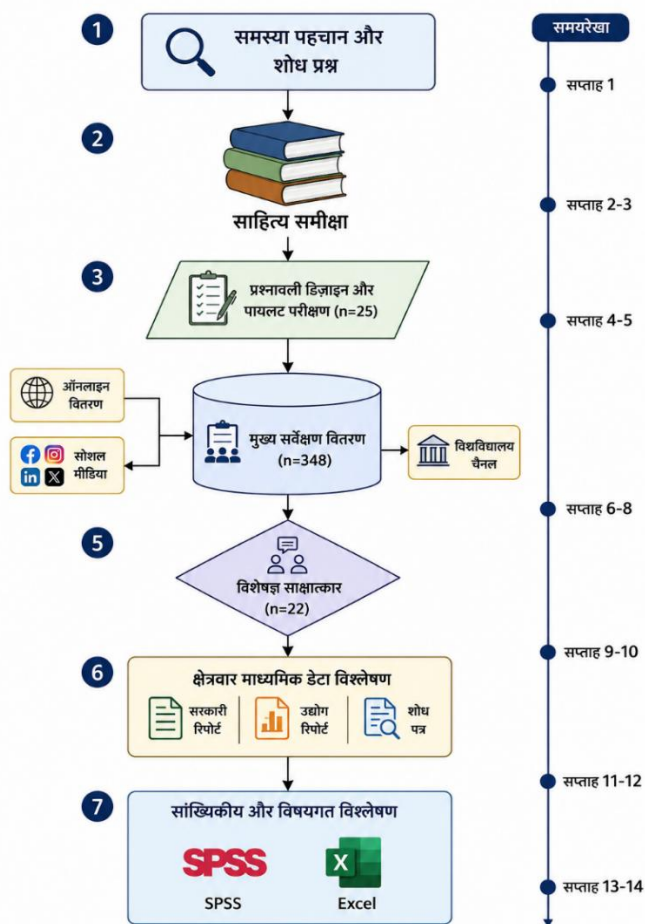 1
समस्या पहचान और
शोध प्रश्न
2
साहित्य समीक्षा
3
प्रश्नावली डिज़ाइन और
पायलट परीक्षण (n=25)
ऑनलाइन
वितरण
सोशल
मीडिया
मुख्य सर्वेक्षण वितरण
(n=348)
विश्वविद्यालय
चैनल
5
विशेषज्ञ साक्षात्कार
(n=22)
6
क्षेत्रवार माध्यमिक डेटा विश्लेषण
सरकारी
रिपोर्ट
उद्योग
रिपोर्ट
शोध
पत्र
7
सांख्यिकीय और विषयगत विश्लेषण
SPSS
SPSS
X
Excel
समयरेखा
सप्ताह 1
सप्ताह 2-3
सप्ताह 4-5
सप्ताह 6-8
सप्ताह 9-10
सप्ताह 11-12
सप्ताह 13-14